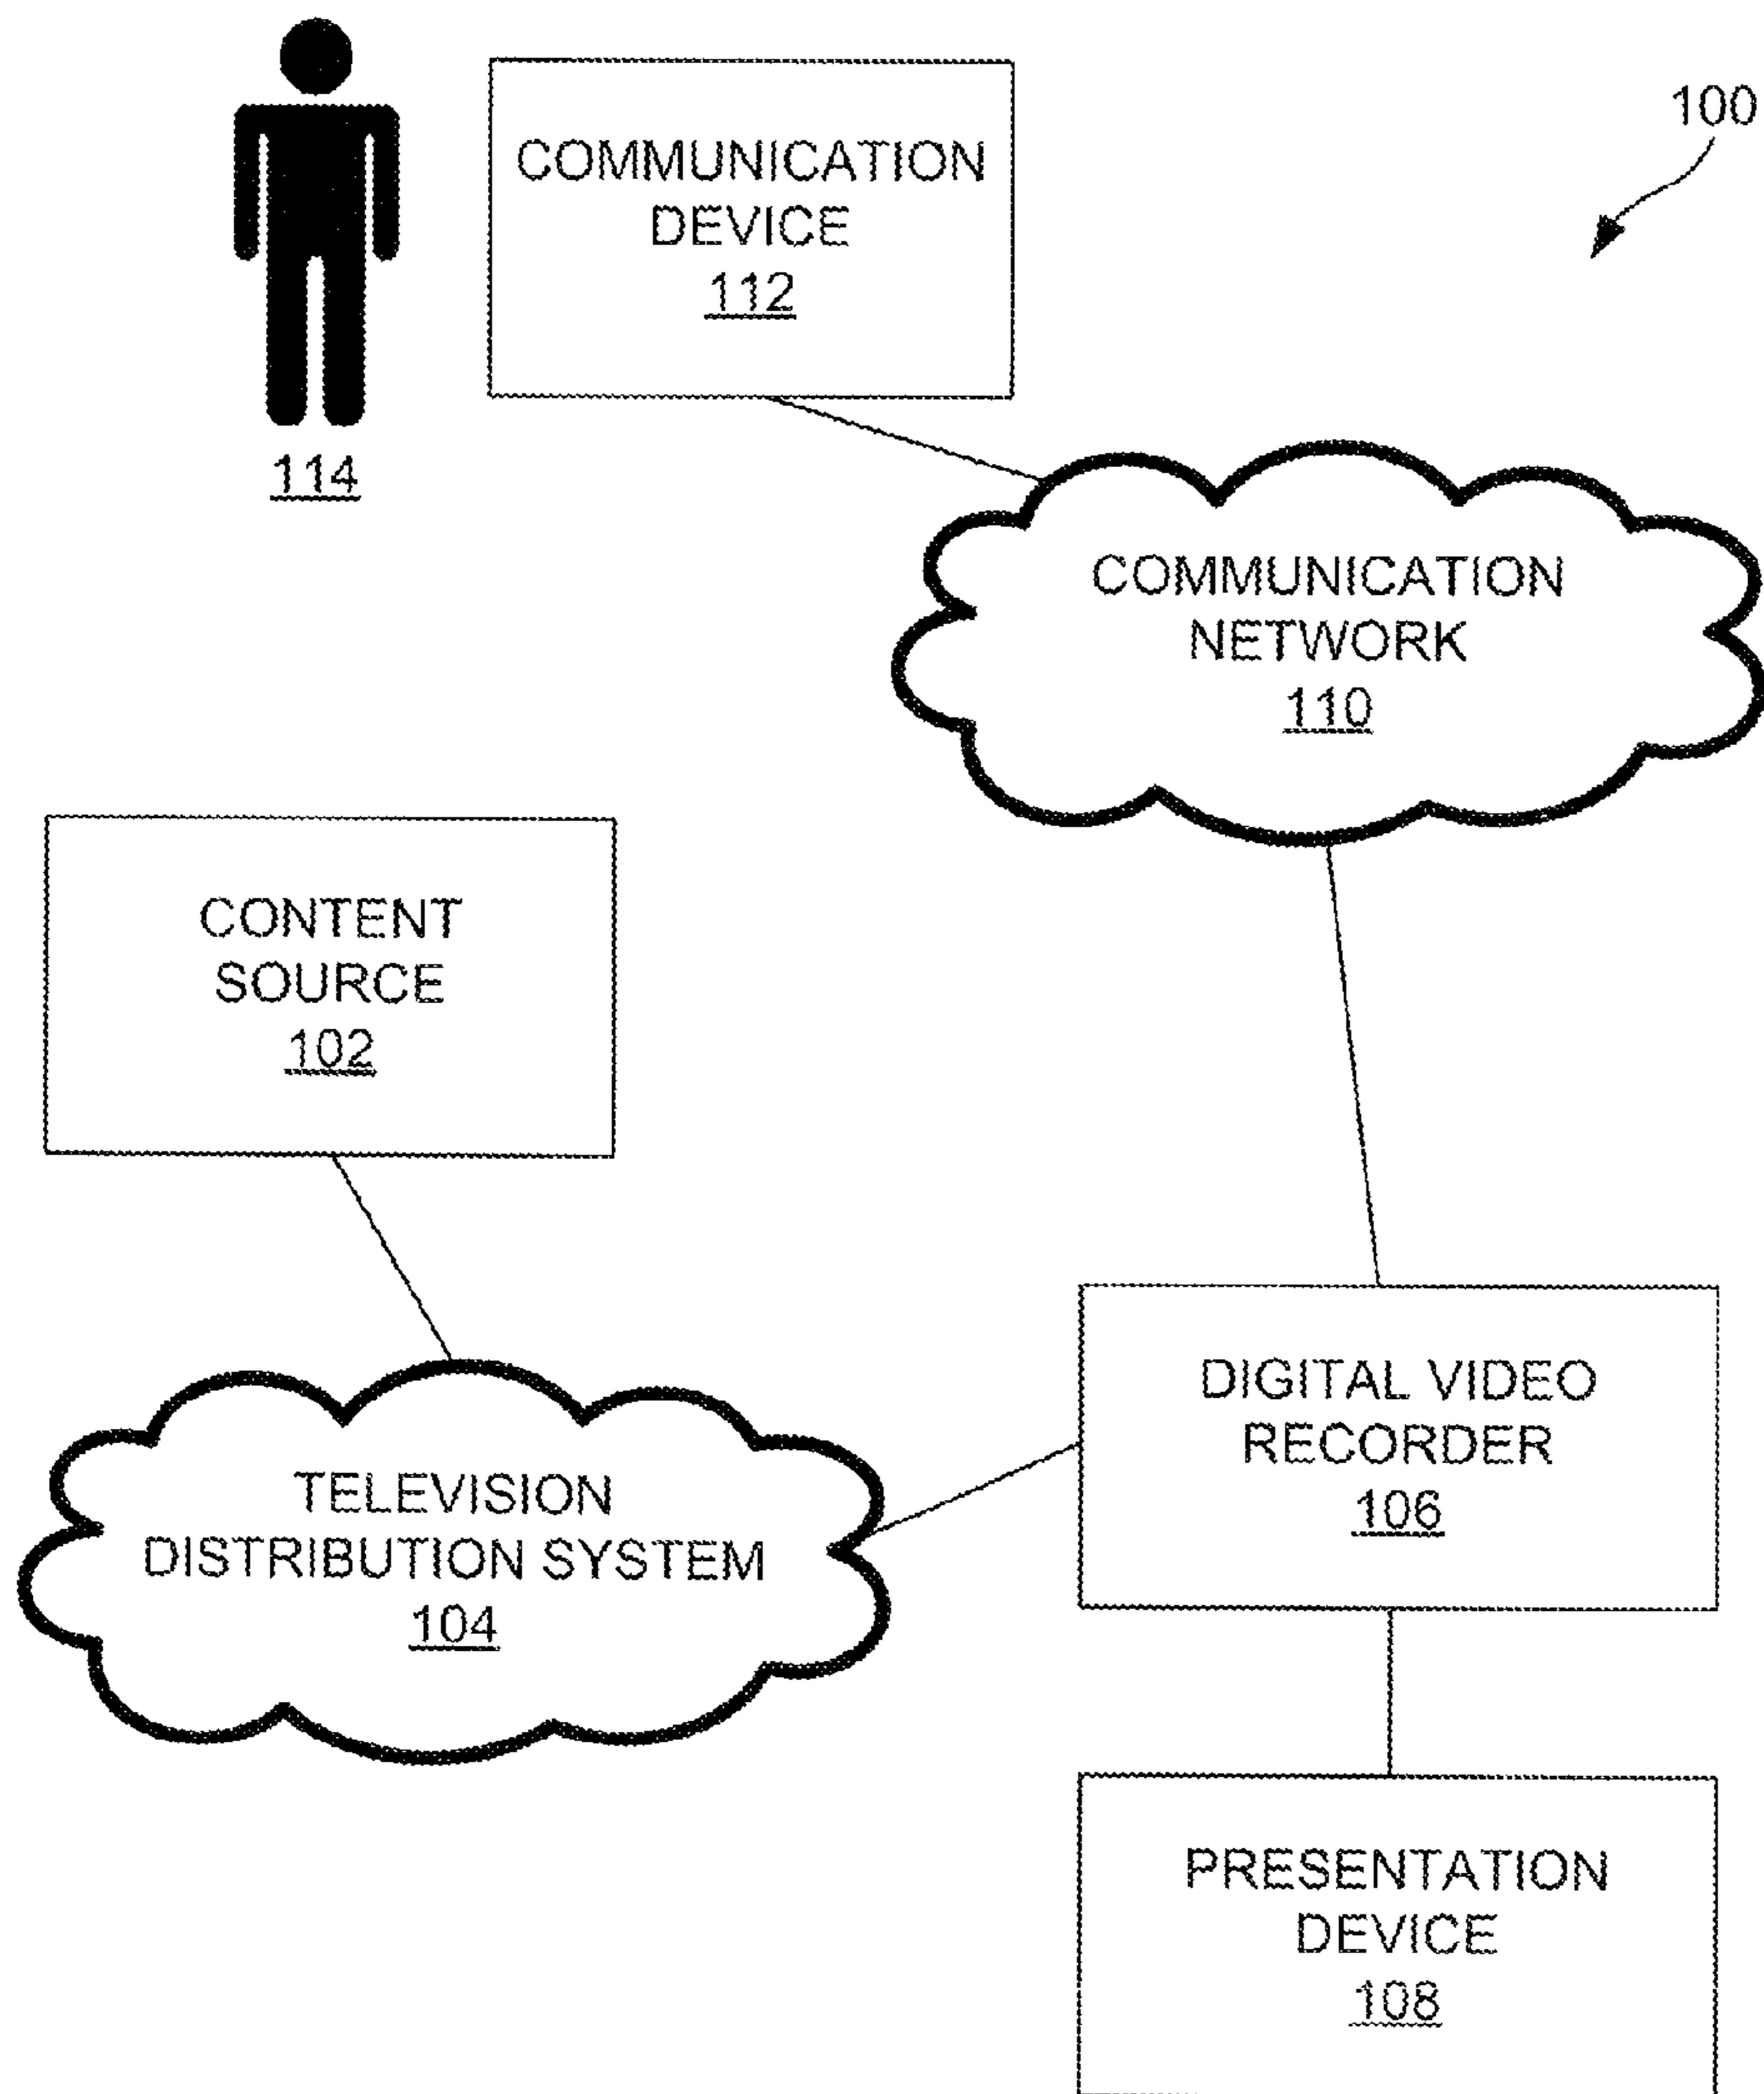 100
COMMUNICATION
DEVICE
112
114
COMMUNICATION
NETWORK
110
CONTENT
SOURCE
102
DIGITAL VIDEO
RECORDER
106
TELEVISION
DISTRIBUTION SYSTEM
104
PRESENTATION
DEVICE
108